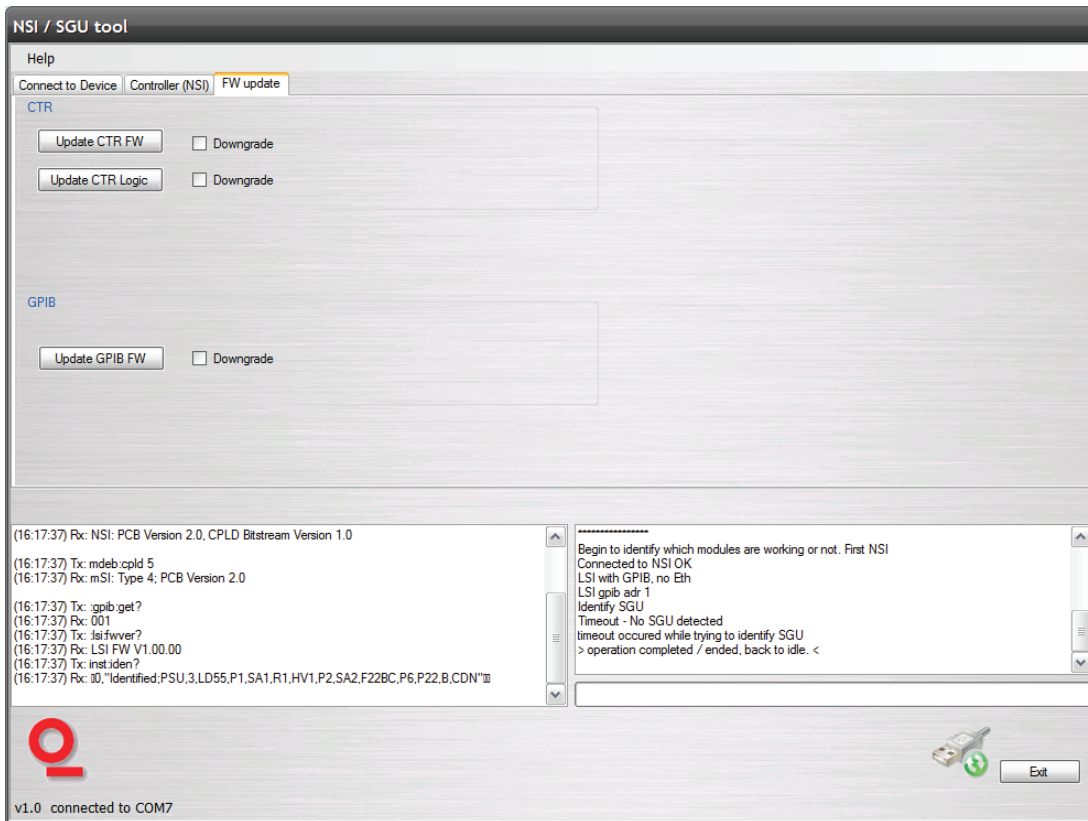 NSI / SGU tool
Help
Connect to Device Controller (NSI) FW update
CTR
Update CTR FW Downgrade
Update CTR Logic Downgrade
GPIB
Update GPIB FW Downgrade
(16:17:37) Rx: NSI: PCB Version 2.0, CPLD Bitstream Version 1.0
(16:17:37) Tx: mdeb:cpld 5
(16:17:37) Rx: mSI: Type 4; PCB Version 2.0
(16:17:37) Tx: :gpib:get?
(16:17:37) Rx: 001
(16:17:37) Tx: :lsi:fwver?
(16:17:37) Rx: LSI FW V1.00.00
(16:17:37) Tx: inst:iden?
(16:17:37) Rx: 0,"Identified;PSU,3,LD55,P1,SA1,R1,HV1,P2,SA2,F22BC,P6,P22,B,CDN"
*****************
Begin to identify which modules are working or not. First NSI
Connected to NSI OK
LSI with GPIB, no Eth
LSI gpib adr 1
Identify SGU
Timeout - No SGU detected
timeout occured while trying to identify SGU
> operation completed / ended, back to idle. <
Exit
v1.0 connected to COM7